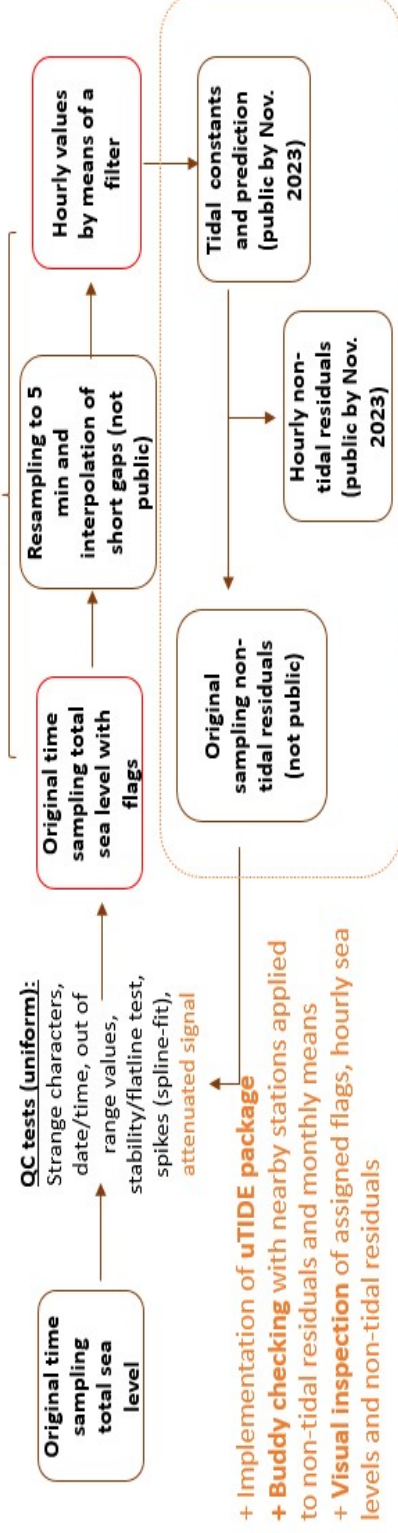 Original time
sampling
total sea
level
QC tests (uniform):
Strange characters,
date/time, out of
range values,
stability/flatline test,
spikes (spline-fit),
attenuated signal
Original time
sampling total
sea level with
flags
Resampling to 5
min and
interpolation of
short gaps (not
public)
Hourly values
by means of a
filter
Tidal constants
and prediction
(public by Nov.
2023)
Hourly non-
tidal residuals
(public by Nov.
2023)
Original
sampling non-
tidal residuals
(not public)
+ Implementation of uTIDE package
+ Buddy checking with nearby stations applied
to non-tidal residuals and monthly means
+ Visual inspection of assigned flags, hourly sea
levels and non-tidal residuals